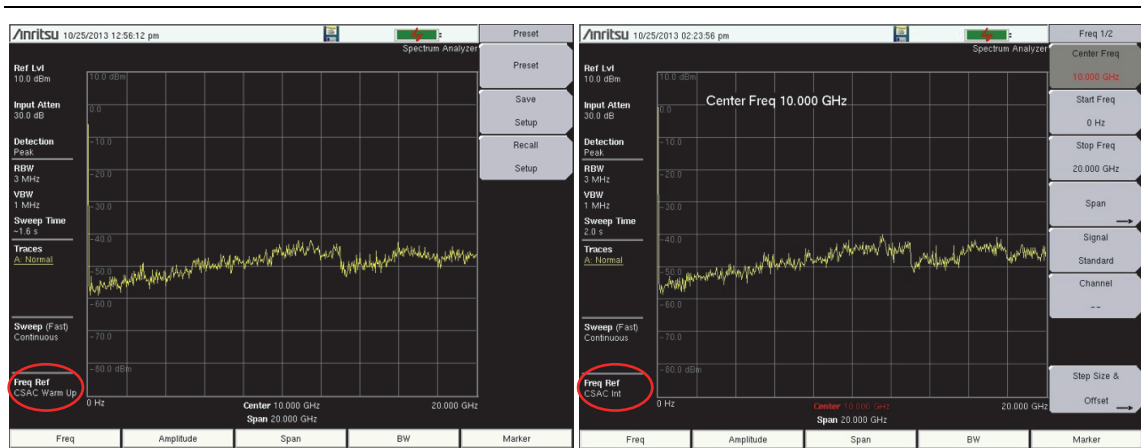 Anritsu 10/25/2013 12:56:12 pm
Spectrum Analyzer
Ref Lvl
10.0 dBm
Input Atten
30.0 dB
Detection
Peak
RBW
3 MHz
VBW
1 MHz
Sweep Time
~1.6 s
Traces
A: Normal
Sweep (Fast)
Continuous
Freq Ref
CSAC Warm Up
10.0 dBm
0.0
-10.0
-20.0
-30.0
-40.0
-50.0
-60.0
-70.0
-80.0 dBm
0 Hz
Center 10.000 GHz
20.000 GHz
Span 20.000 GHz
Preset
Preset
Save
Setup
Recall
Setup
Freq
Amplitude
Span
BW
Marker
Anritsu 10/25/2013 02:23:56 pm
Spectrum Analyzer
Ref Lvl
10.0 dBm
Input Atten
30.0 dB
Detection
Peak
RBW
3 MHz
VBW
1 MHz
Sweep Time
2.0 s
Traces
A: Normal
Sweep (Fast)
Continuous
Freq Ref
CSAC Int
10.0 dBm
Center Freq 10.000 GHz
0.0
-10.0
-20.0
-30.0
-40.0
-50.0
-60.0
-70.0
-80.0 dBm
0 Hz
Center 10.000 GHz
20.000 GHz
Span 20.000 GHz
Freq 1/2
Center Freq
10.000 GHz
Start Freq
0 Hz
Stop Freq
20.000 GHz
Span
Signal
Standard
Channel
--
Step Size &
Offset
Freq
Amplitude
Span
BW
Marker